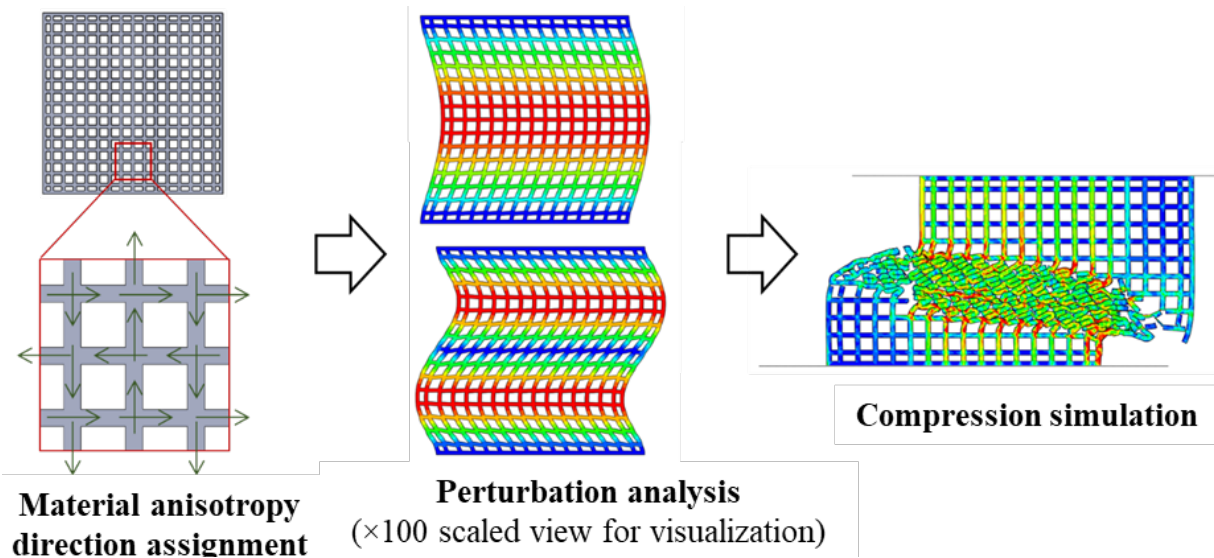 Material anisotropy
direction assignment
Perturbation analysis
(×100 scaled view for visualization)
Compression simulation